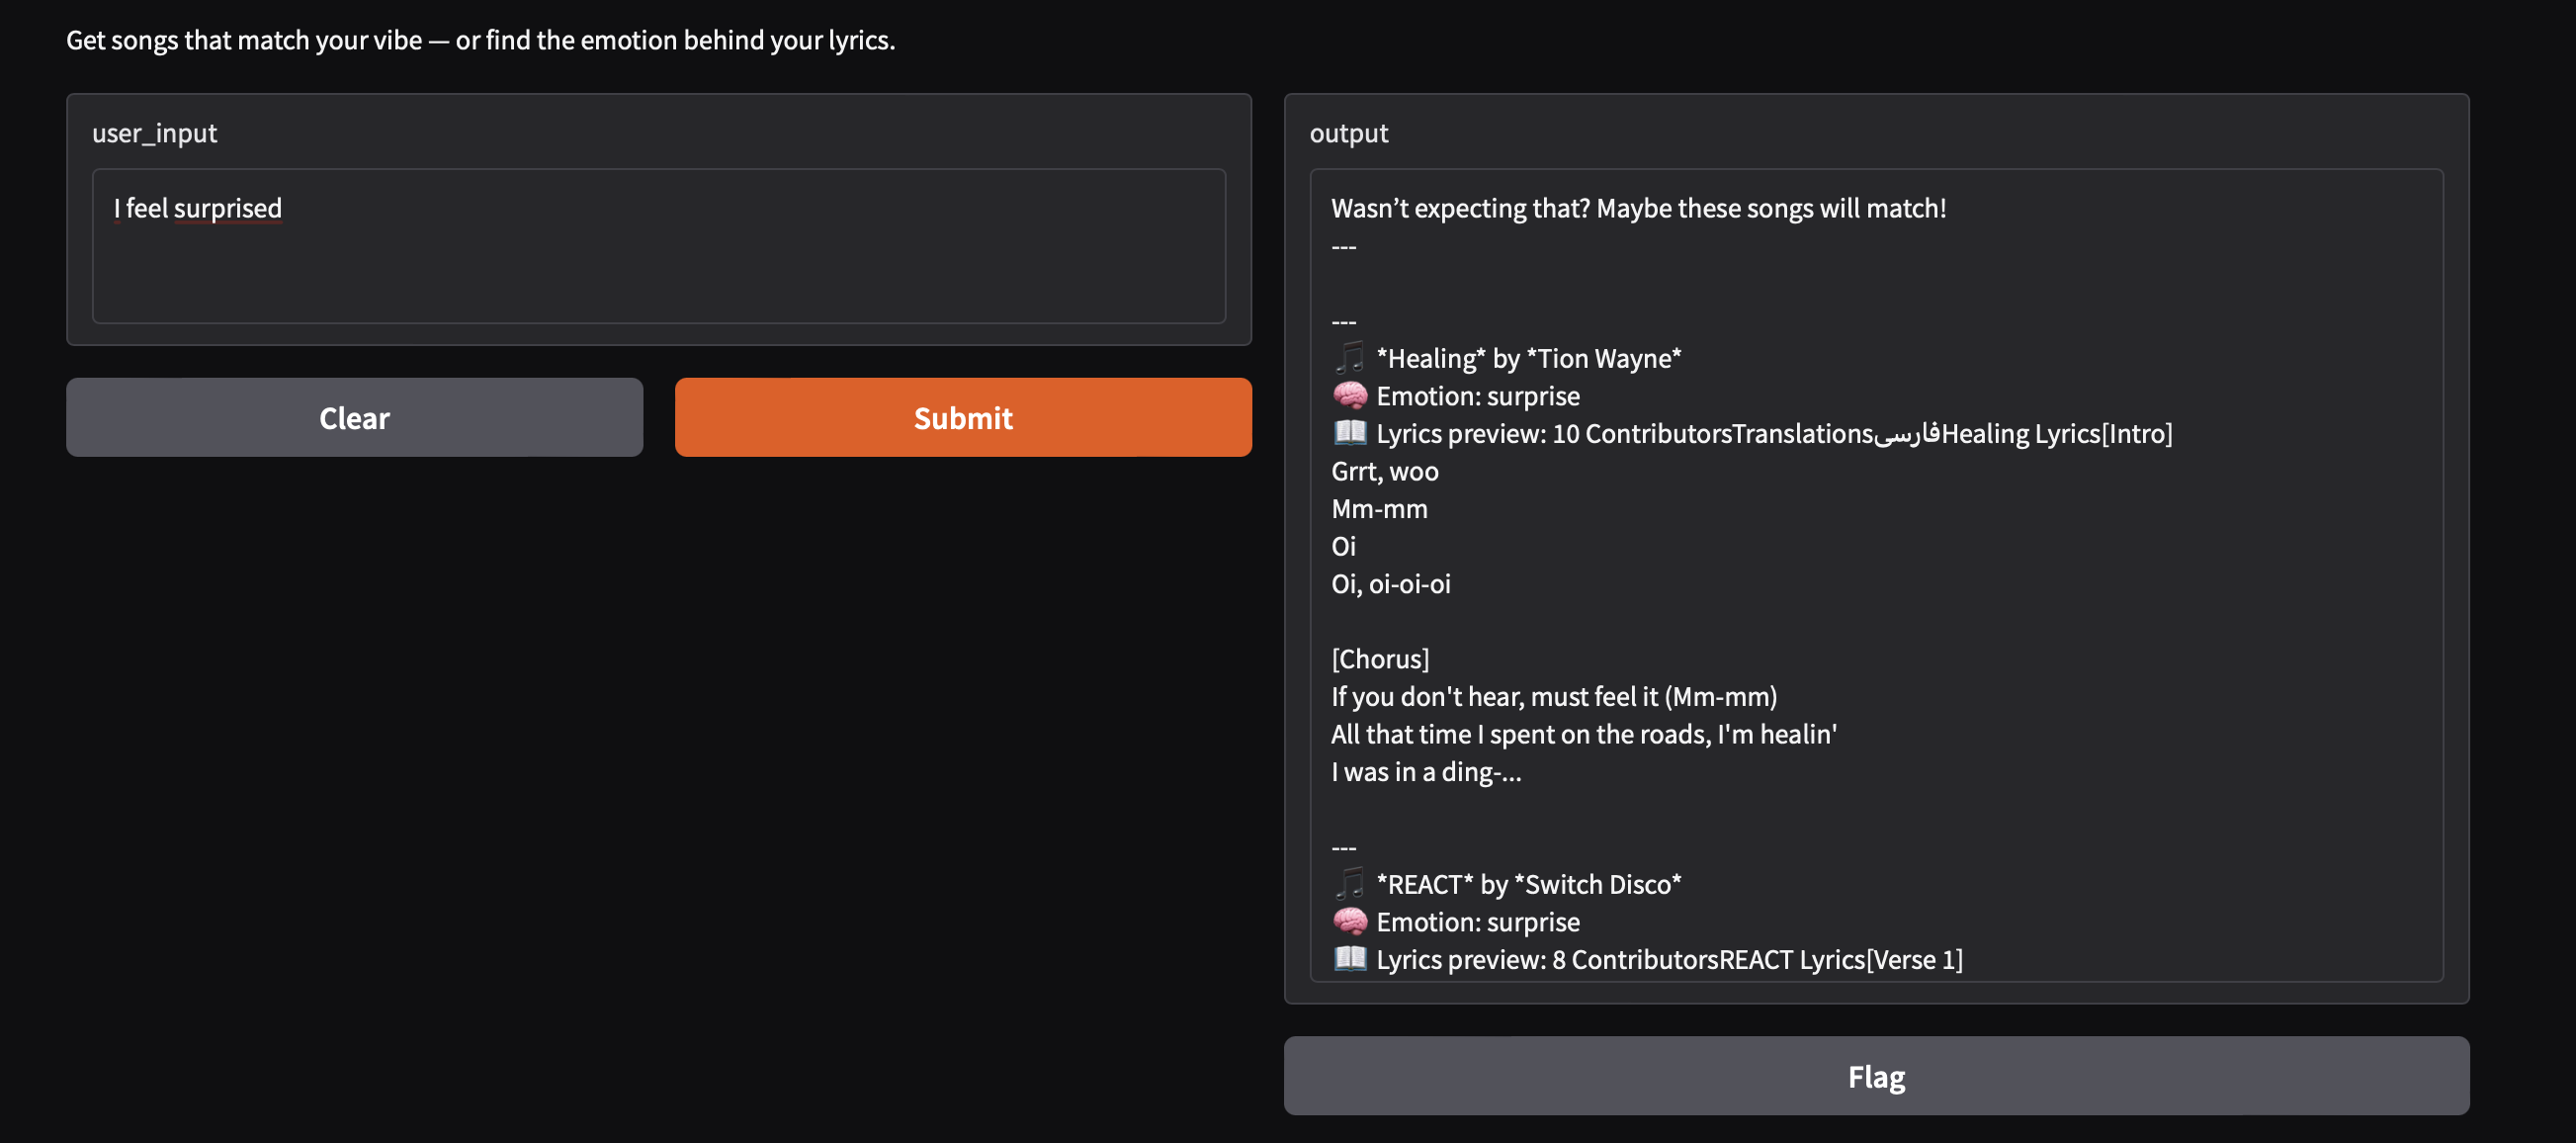 Get songs that match your vibe — or find the emotion behind your lyrics.
user_input
I feel surprised
Clear
Submit
output
Wasn’t expecting that? Maybe these songs will match!
---
---
🎵 *Healing* by *Tion Wayne*
🧠 Emotion: surprise
📖 Lyrics preview: 10 ContributorsTranslationsفارسیHealing Lyrics[Intro]
Grrt, woo
Mm-mm
Oi
Oi, oi-oi-oi
[Chorus]
If you don't hear, must feel it (Mm-mm)
All that time I spent on the roads, I'm healin'
I was in a ding-...
---
🎵 *REACT* by *Switch Disco*
🧠 Emotion: surprise
📖 Lyrics preview: 8 ContributorsREACT Lyrics[Verse 1]
Flag